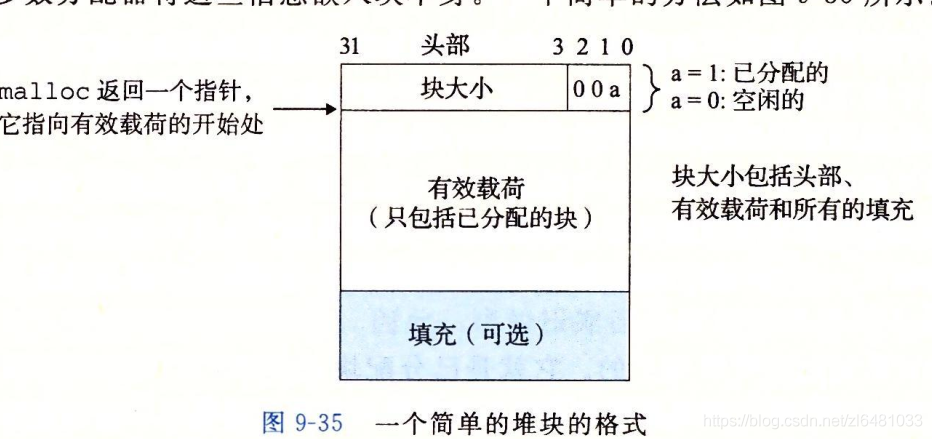 31 头部 3 2 1 0
块大小 0 0 a
a = 1: 已分配的
a = 0: 空闲的
malloc 返回一个指针，
它指向有效载荷的开始处
有效载荷
（只包括已分配的块）
块大小包括头部、
有效载荷和所有的填充
填充（可选）
图 9-35 一个简单的堆块的格式
https://blog.csdn.net/zl6481033